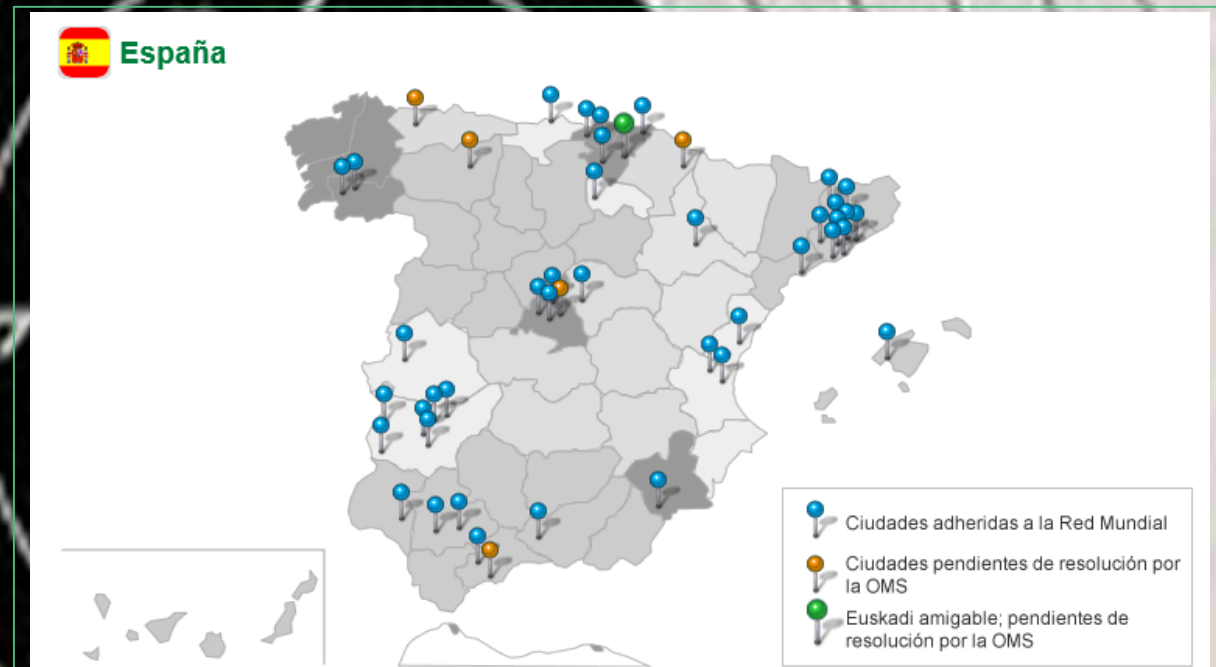 España
Ciudades adheridas a la Red Mundial
Ciudades pendientes de resolución por
la OMS
Euskadi amigable; pendientes de
resolución por la OMS